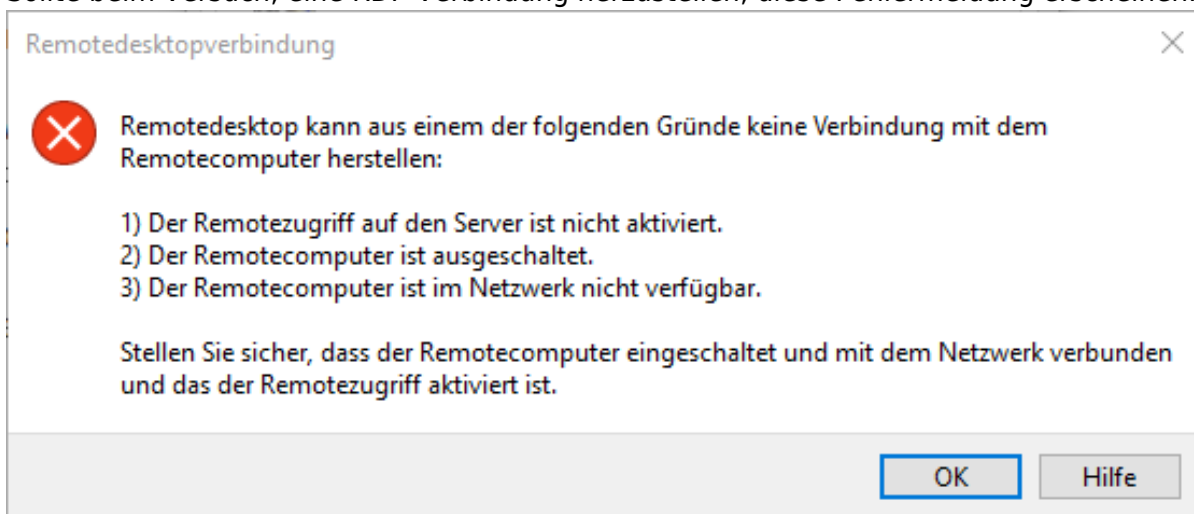 Remotedesktopverbindung
Remotedesktop kann aus einem der folgenden Gründe keine Verbindung mit dem
Remotecomputer herstellen:
1) Der Remotezugriff auf den Server ist nicht aktiviert.
2) Der Remotecomputer ist ausgeschaltet.
3) Der Remotecomputer ist im Netzwerk nicht verfügbar.
Stellen Sie sicher, dass der Remotecomputer eingeschaltet und mit dem Netzwerk verbunden
und das der Remotezugriff aktiviert ist.
OK Hilfe